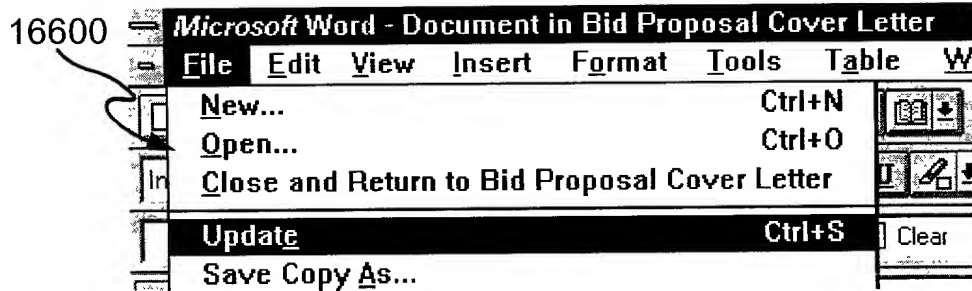 16600
Microsoft Word - Document in Bid Proposal Cover Letter
File Edit View Insert Format Tools Table W
New... Ctrl+N
Open... Ctrl+O
In
Close and Return to Bid Proposal Cover Letter U
Update Ctrl+S Clear
Save Copy As...